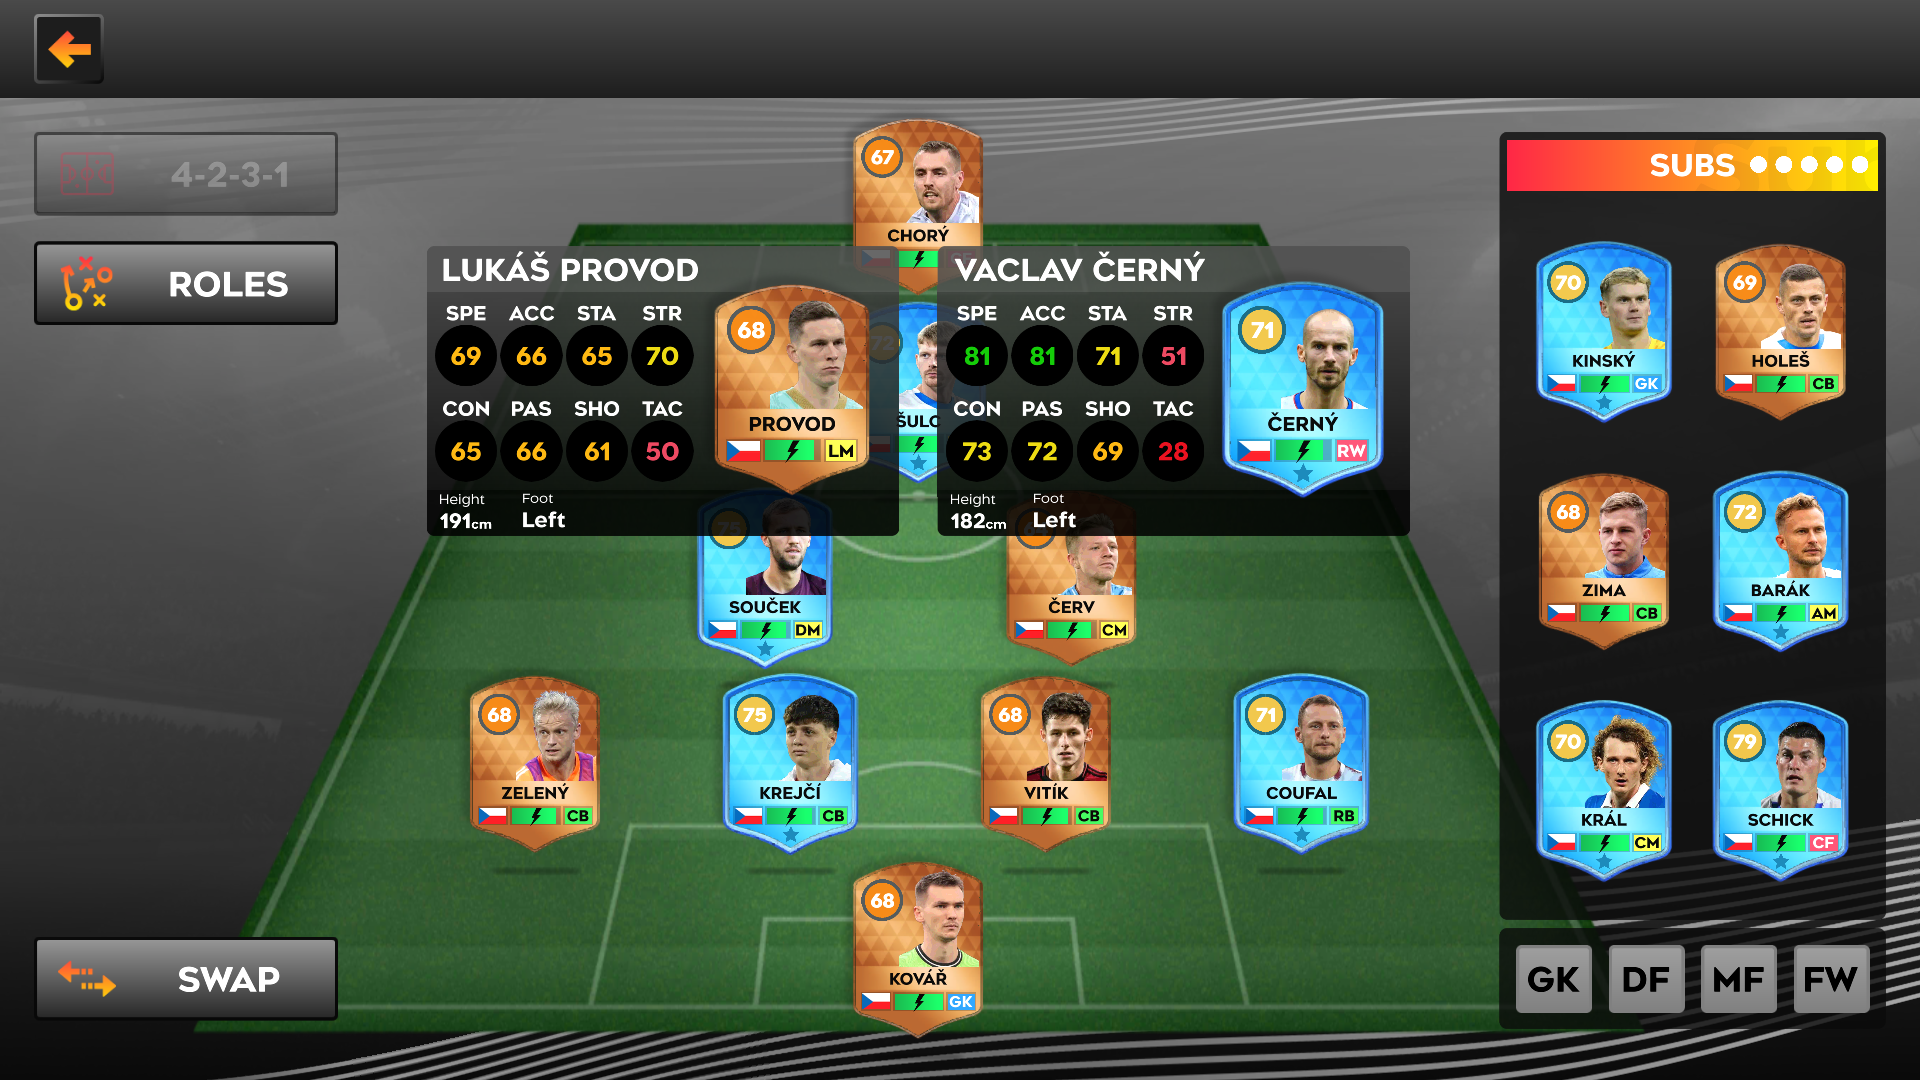 4-2-3-1
ROLES
SWAP
67
CHORÝ
LUKÁŠ PROVOD
SPE ACC STA STR
69 66 65 70
CON PAS SHO TAC
65 66 61 50
Height Foot
191cm Left
68
PROVOD
LM
72
ŠULC
VACLAV ČERNÝ
SPE ACC STA STR
81 81 71 51
CON PAS SHO TAC
73 72 69 28
Height Foot
182cm Left
71
ČERNÝ
RW
75
SOUČEK
DM
ČERV
CM
68
ZELENÝ
CB
75
KREJČÍ
CB
68
VITÍK
CB
71
COUFAL
RB
68
KOVÁŘ
GK
SUBS
70
KINSKÝ
GK
69
HOLEŠ
CB
68
ZIMA
CB
72
BARÁK
AM
70
KRÁL
CM
79
SCHICK
CF
GK DF MF FW